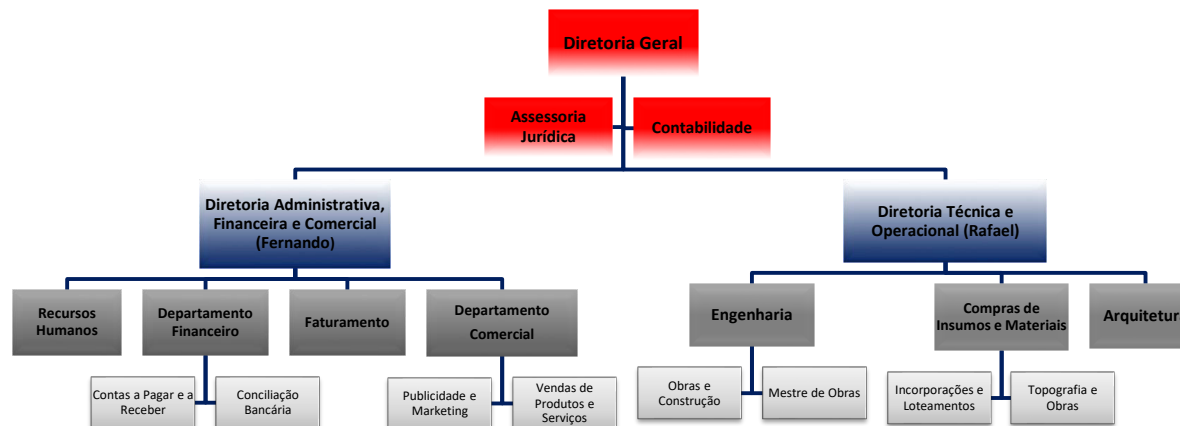 Diretoria Geral
Assessoria
Jurídica
Contabilidade
Diretoria Administrativa,
Financeira e Comercial
(Fernando)
Diretoria Técnica e
Operacional (Rafael)
Recursos
Humanos
Departamento
Financeiro
Faturamento
Departamento
Comercial
Engenharia
Compras de
Insumos e Materiais
Arquitetur
Contas a Pagar e a
Receber
Conciliação
Bancária
Publicidade e
Marketing
Vendas de
Produtos e
Serviços
Obras e
Construção
Mestre de Obras
Incorporações e
Loteamentos
Topografia e
Obras